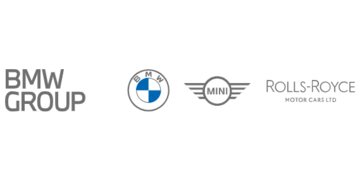 BMW
GROUP
BMW
MINI
ROLLS-ROYCE
MOTOR CARS LTD